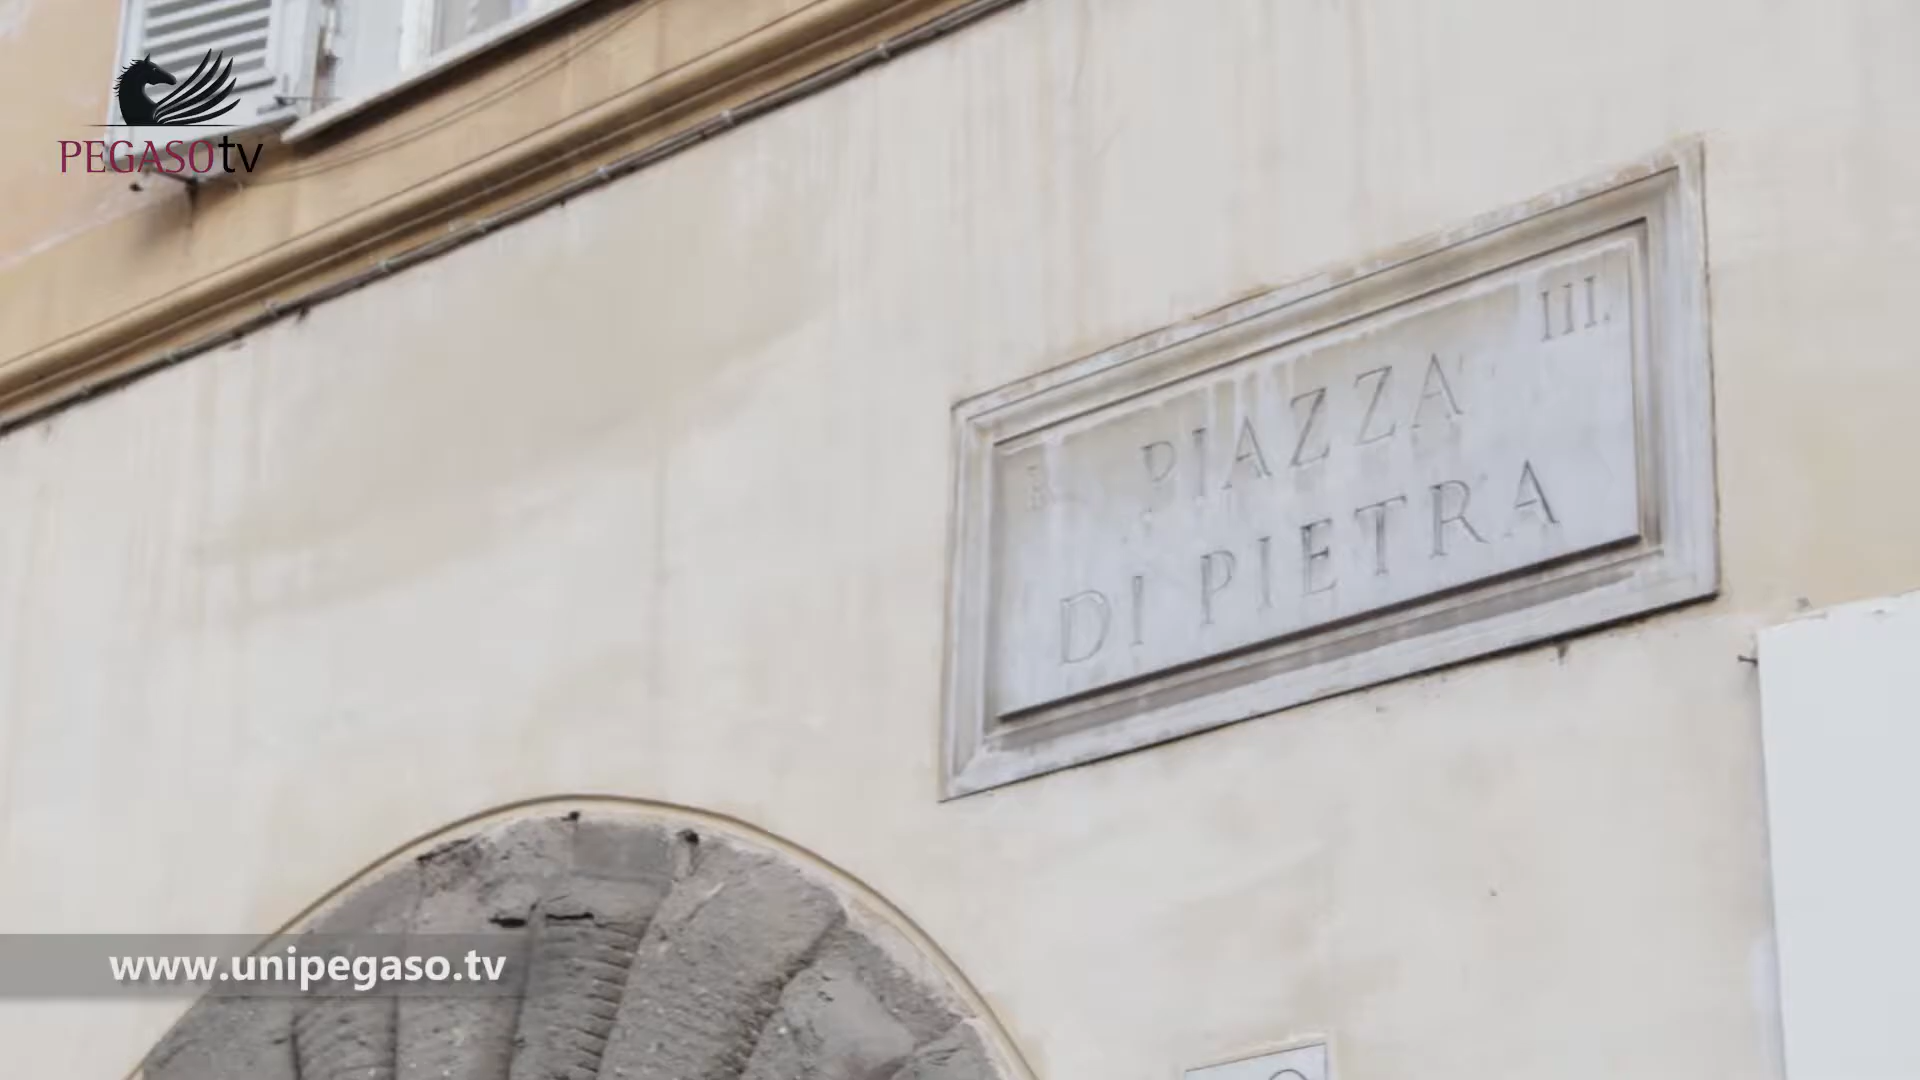 PEGASOtv
R.
III.
PIAZZA
DI PIETRA
www.unipegaso.tv